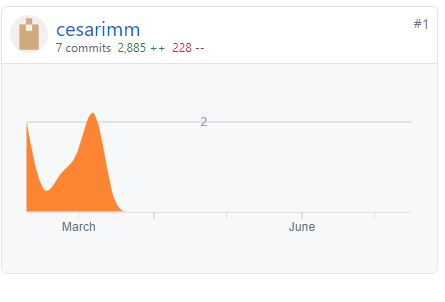 cesarimm
#1
7 commits 2,885 ++ 228 --
2
March
June